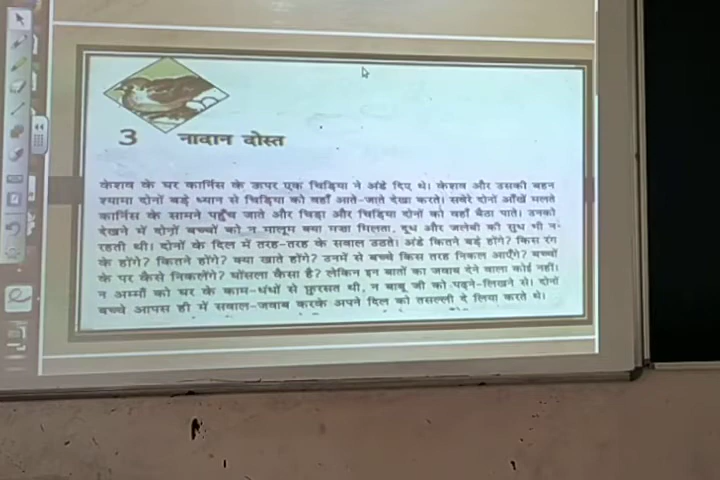 3 नादान दोस्त
केशव के घर कार्निस के ऊपर एक चिड़िया ने अंडे दिए थे। केशव और उसकी बहन
श्यामा दोनों बड़े ध्यान से चिड़िया को वहाँ आते-जाते देखा करते। सवेरे दोनों आँखें मलते
कार्निस के सामने पहुँच जाते और चिड़ा और चिड़िया दोनों को वहाँ बैठा पाते। उनको
देखने में दोनों बच्चों को न मालूम क्या मज़ा मिलता, दूध और जलेबी की सुध भी न
रहती थी। दोनों के दिल में तरह-तरह के सवाल उठते। अंडे कितने बड़े होंगे? किस रंग
के होंगे? कितने होंगे? क्या खाते होंगे? उनमें से बच्चे किस तरह निकल आएँगे? बच्चों
के पर कैसे निकलेंगे? घोंसला कैसा है? लेकिन इन बातों का जवाब देने वाला कोई नहीं।
न अम्माँ को घर के काम-धंधों से फ़ुरसत थी, न बाबू जी को पढ़ने-लिखने से। दोनों
बच्चे आपस ही में सवाल-जवाब करके अपने दिल को तसल्ली दे लिया करते थे।